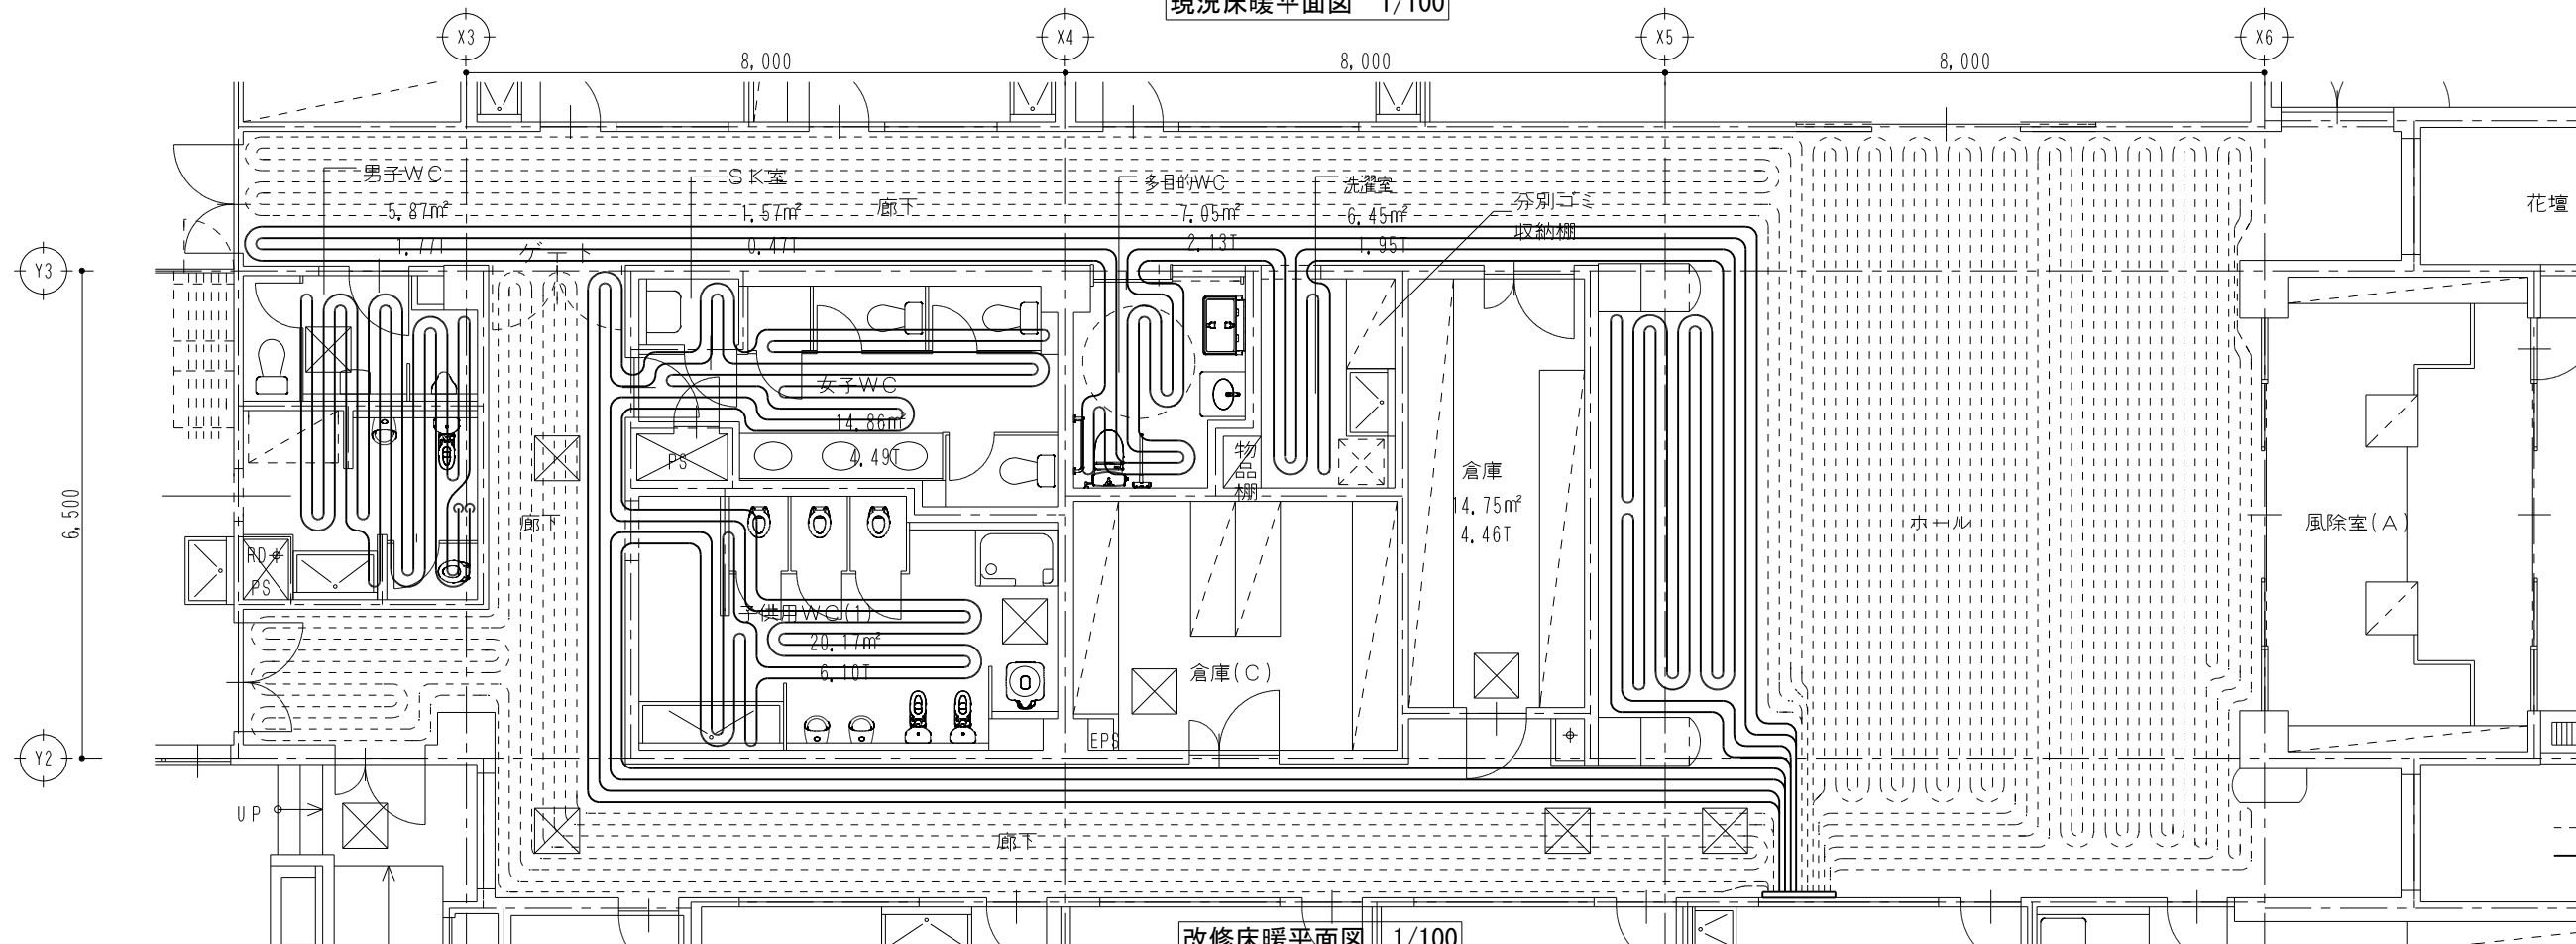 現況床暖平面図 1/100
X3
X4
X5
X6
8,000
8,000
8,000
男子WC
5.87㎡
1.77T
SK室
1.57㎡
0.47T
廊下
ゲート
多目的WC
7.05㎡
2.13T
洗濯室
6.45㎡
1.95T
分別ゴミ
収納棚
花壇
Y3
6,500
Y2
女子WC
14.86㎡
4.49T
PS
物品棚
倉庫
14.75㎡
4.46T
廊下
ホール
風除室(A)
RD
PS
子供用WC(1)
20.17㎡
6.10T
倉庫(C)
EPS
UP
廊下
改修床暖平面図 1/100